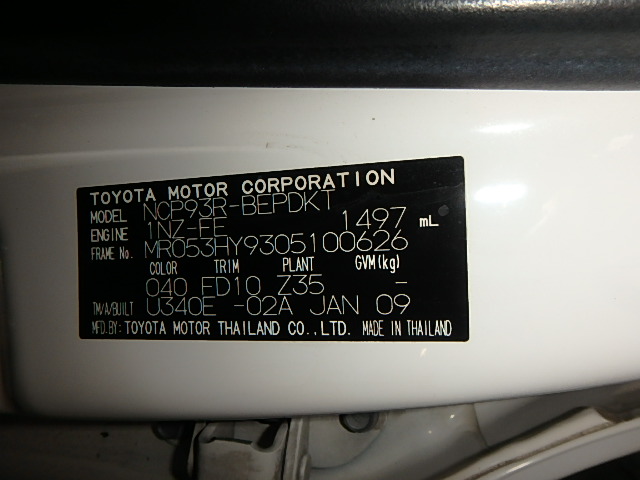 TOYOTA MOTOR CORPORATION
MODEL NCP93R-BEPDKT
ENGINE 1NZ-FE 1497 mL
FRAME No. MR053HY9305100626
COLOR TRIM PLANT GVM(kg)
040 FD10 Z35 -
TM/A/BUILT U340E -02A JAN 09
MFD.BY:TOYOTA MOTOR THAILAND CO.,LTD. MADE IN THAILAND